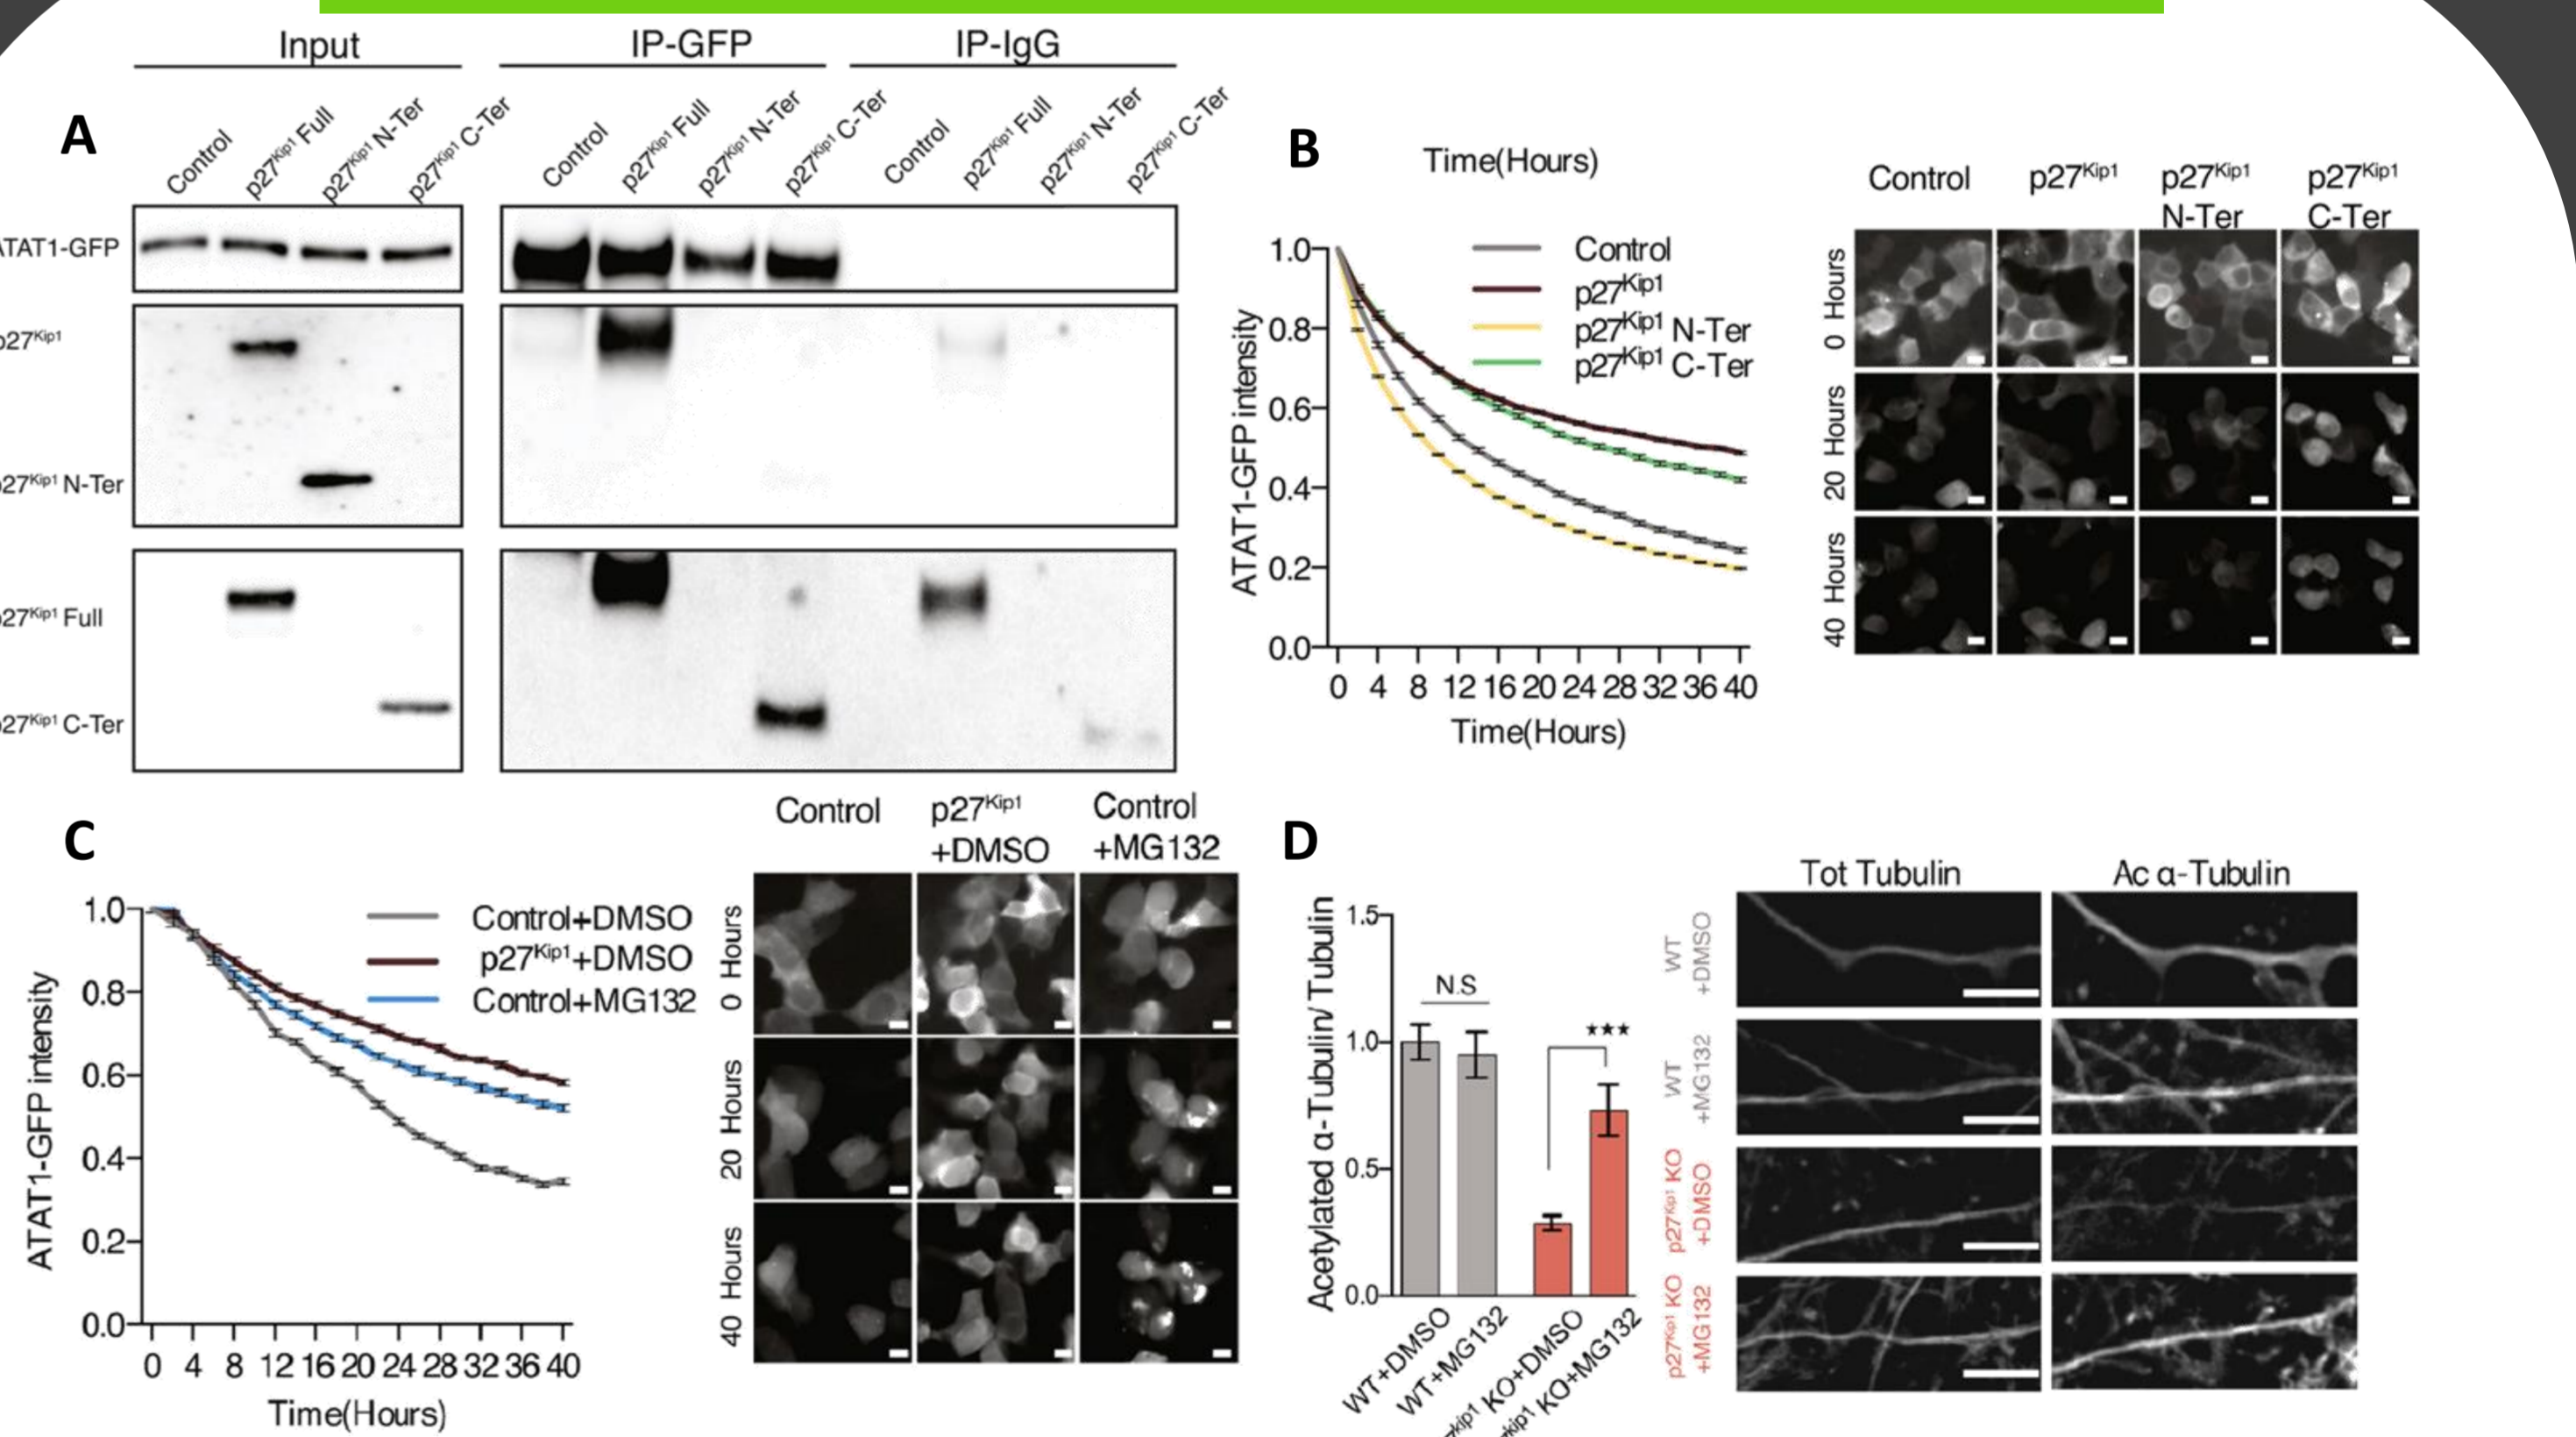 Input
IP-GFP
IP-IgG
A
Control
p27Kip1 Full
p27Kip1 N-Ter
p27Kip1 C-Ter
Control
p27Kip1 Full
p27Kip1 N-Ter
p27Kip1 C-Ter
Control
p27Kip1 Full
p27Kip1 N-Ter
p27Kip1 C-Ter
ATAT1-GFP
p27Kip1
p27Kip1 N-Ter
p27Kip1 Full
p27Kip1 C-Ter
B
Time(Hours)
ATAT1-GFP intensity
1.0
0.8
0.6
0.4
0.2
0.0
Control
p27Kip1
p27Kip1 N-Ter
p27Kip1 C-Ter
0 4 8 12 16 20 24 28 32 36 40
Time(Hours)
Control
p27Kip1
p27Kip1
N-Ter
p27Kip1
C-Ter
0 Hours
20 Hours
40 Hours
C
ATAT1-GFP intensity
1.0
0.8
0.6
0.4
0.2
0.0
Control+DMSO
p27Kip1+DMSO
Control+MG132
0 4 8 12 16 20 24 28 32 36 40
Time(Hours)
Control
p27Kip1
+DMSO
Control
+MG132
0 Hours
20 Hours
40 Hours
D
Acetylated α-Tubulin/ Tubulin
1.5
1.0
0.5
0.0
N.S
★★★
WT+DMSO
WT+MG132
7kip1 KO+DMSO
7kip1 KO+MG132
Tot Tubulin
Ac α-Tubulin
WT
+DMSO
WT
+MG132
p27Kip1 KO
+DMSO
p27Kip1 KO
+MG132